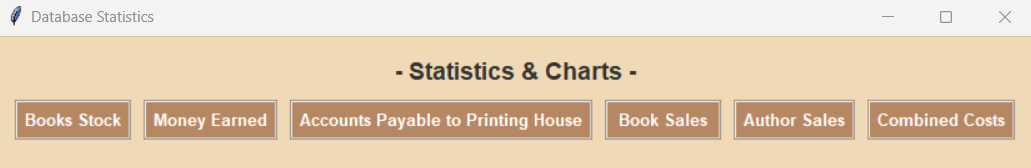 Database Statistics
- Statistics & Charts -
Books Stock
Money Earned
Accounts Payable to Printing House
Book Sales
Author Sales
Combined Costs